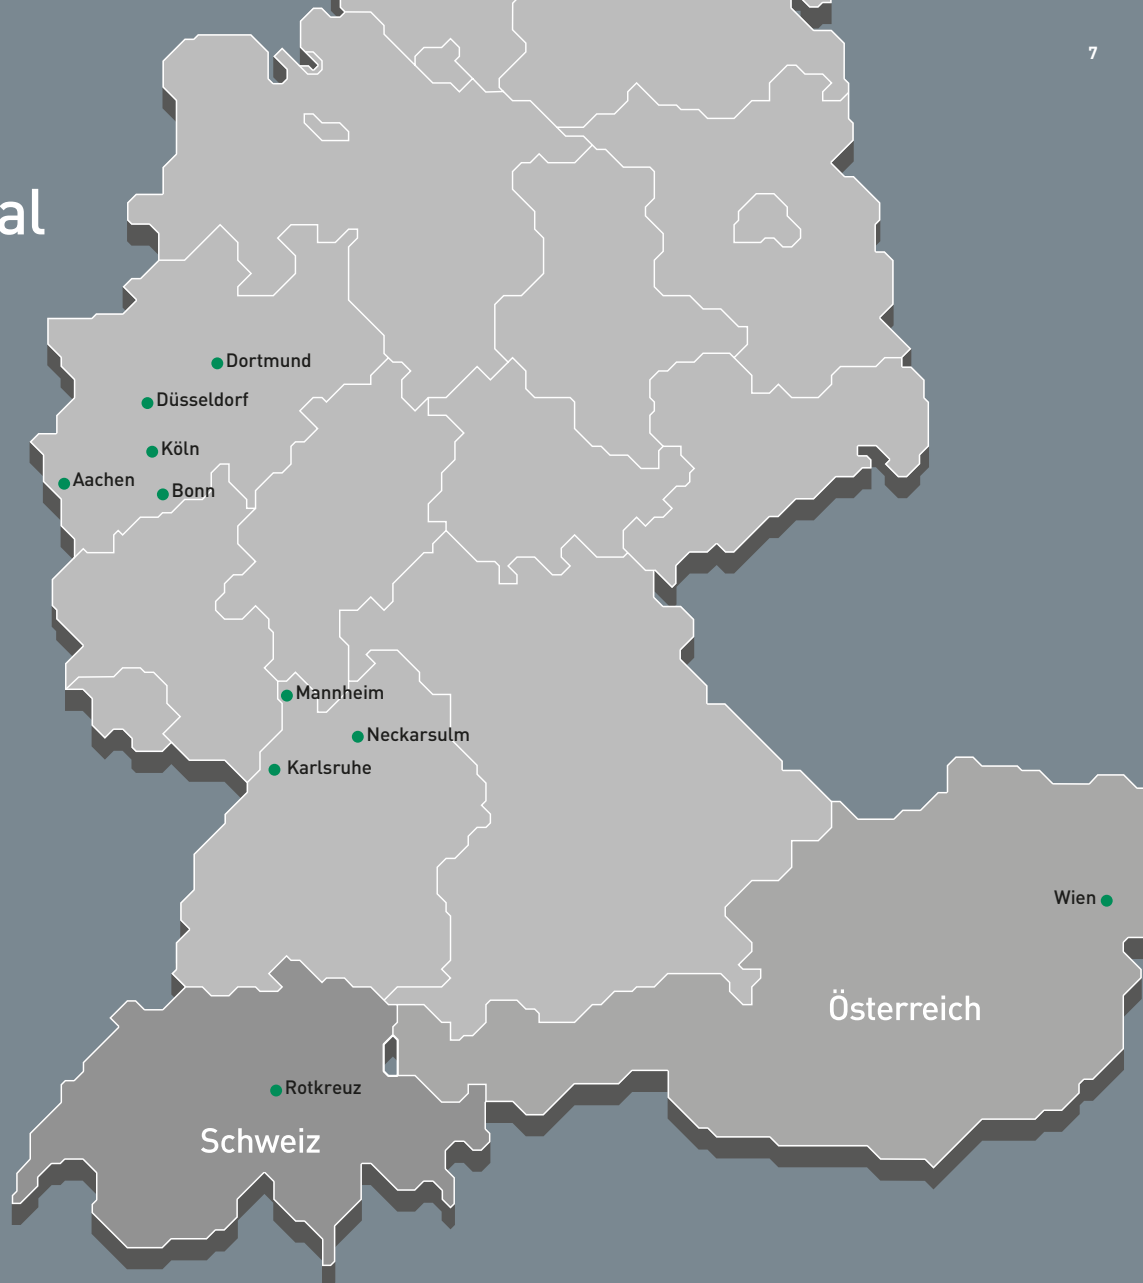 7
al
Dortmund
Düsseldorf
Köln
Aachen
Bonn
Mannheim
Neckarsulm
Karlsruhe
Wien
Österreich
Rotkreuz
Schweiz